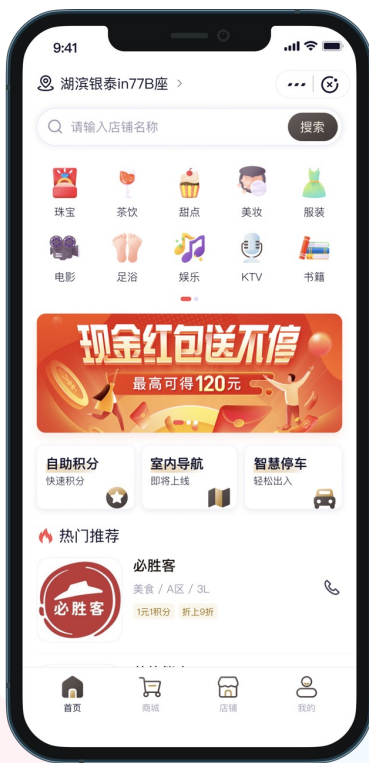 9:41
湖滨银泰in77B座
请输入店铺名称
搜索
珠宝
茶饮
甜点
美妆
服装
电影
足浴
娱乐
KTV
书籍
现金红包送不停
最高可得120元
自助积分
快速积分
室内导航
即将上线
智慧停车
轻松出入
热门推荐
必胜客
必胜客
美食 / A区 / 3L
1元1积分
折上9折
首页
商城
店铺
我的